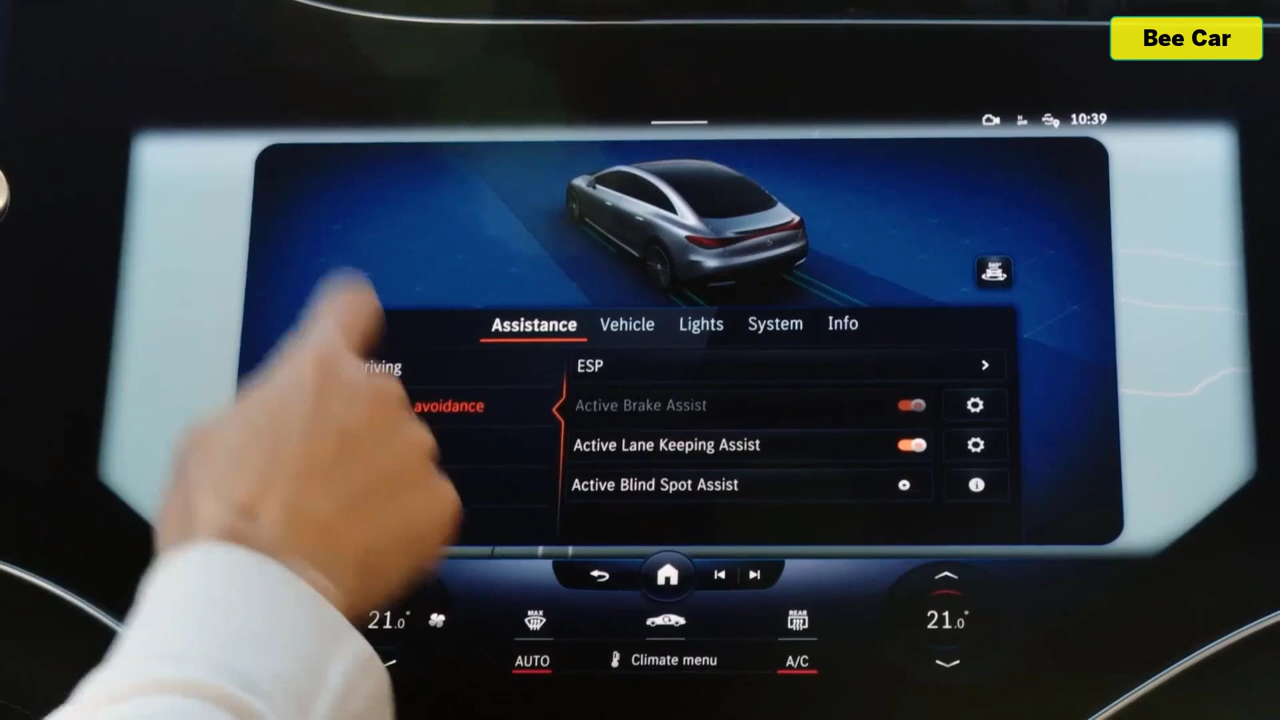 Bee Car
10:39
Assistance Vehicle Lights System Info
ESP
avoidance
Active Brake Assist
Active Lane Keeping Assist
Active Blind Spot Assist
21.0°
MAX
REAR
21.0°
AUTO
Climate menu
A/C